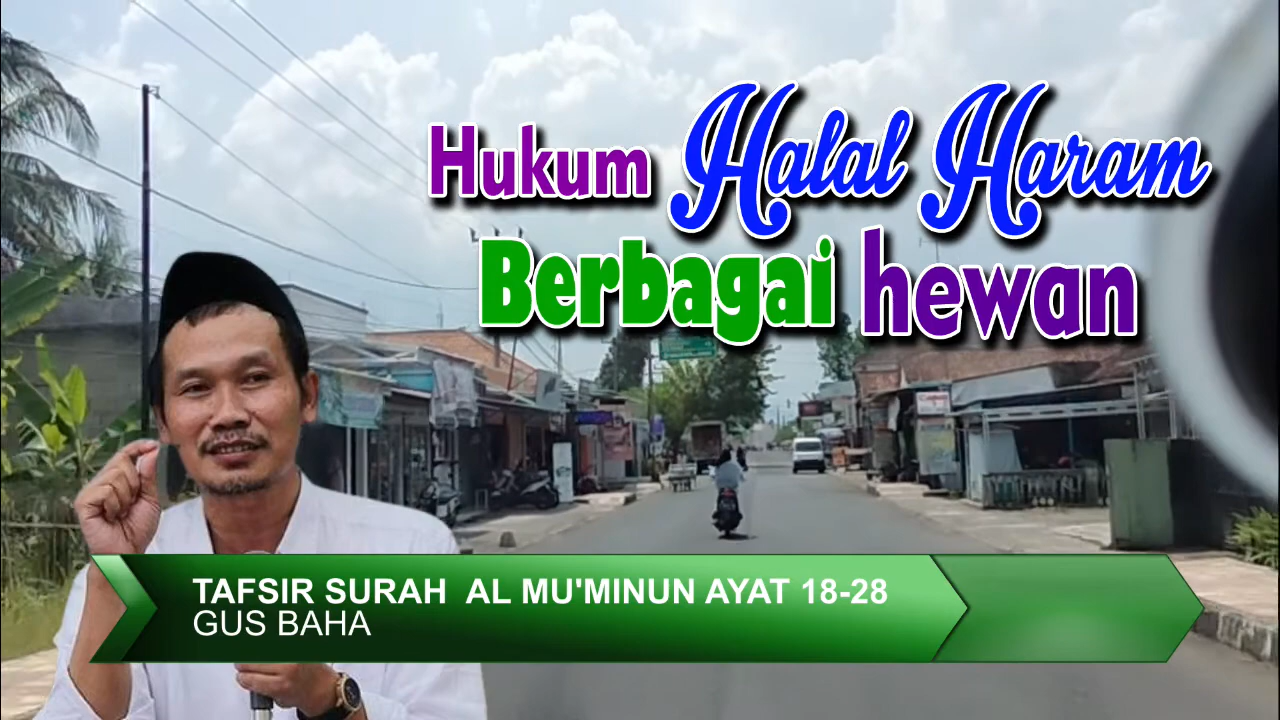 Hukum Halal Haram
Berbagai hewan
TAFSIR SURAH AL MU'MINUN AYAT 18-28
GUS BAHA